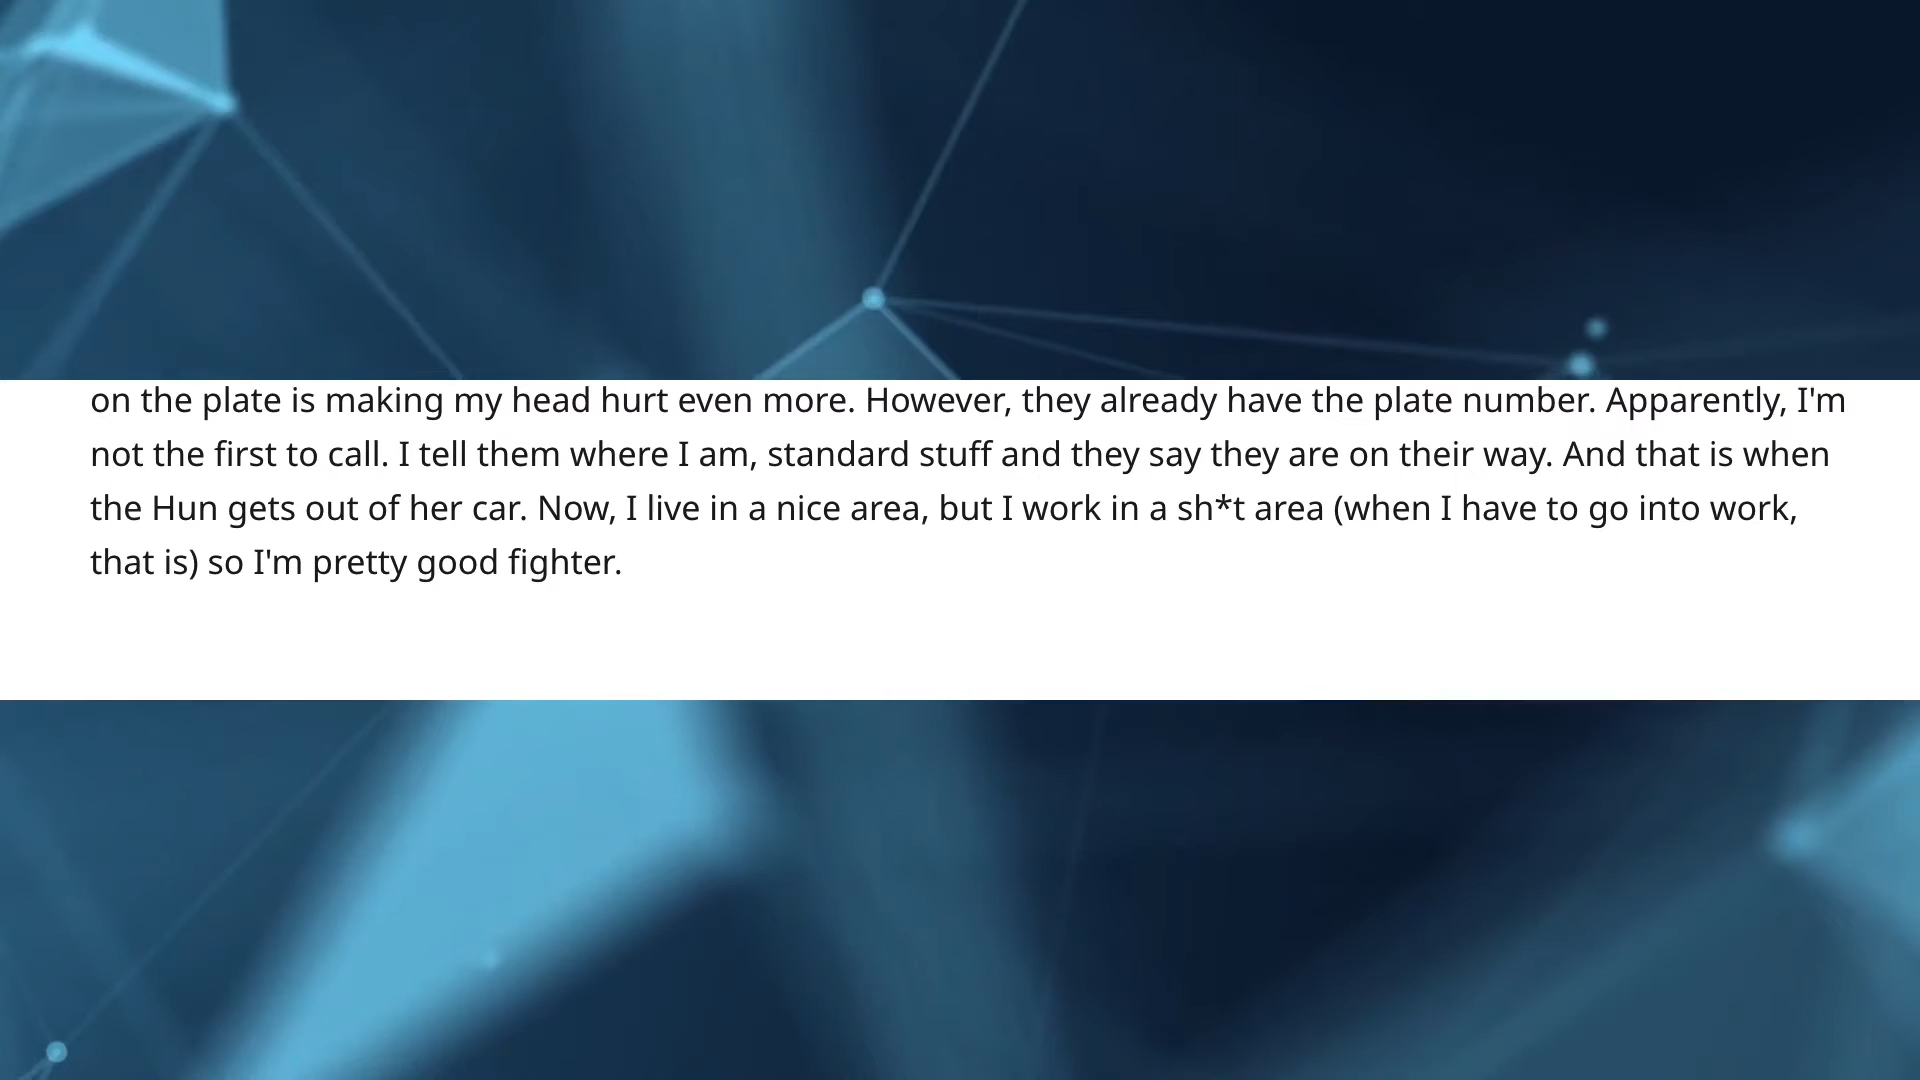 on the plate is making my head hurt even more. However, they already have the plate number. Apparently, I'm
not the first to call. I tell them where I am, standard stuff and they say they are on their way. And that is when
the Hun gets out of her car. Now, I live in a nice area, but I work in a sh*t area (when I have to go into work,
that is) so I'm pretty good fighter.